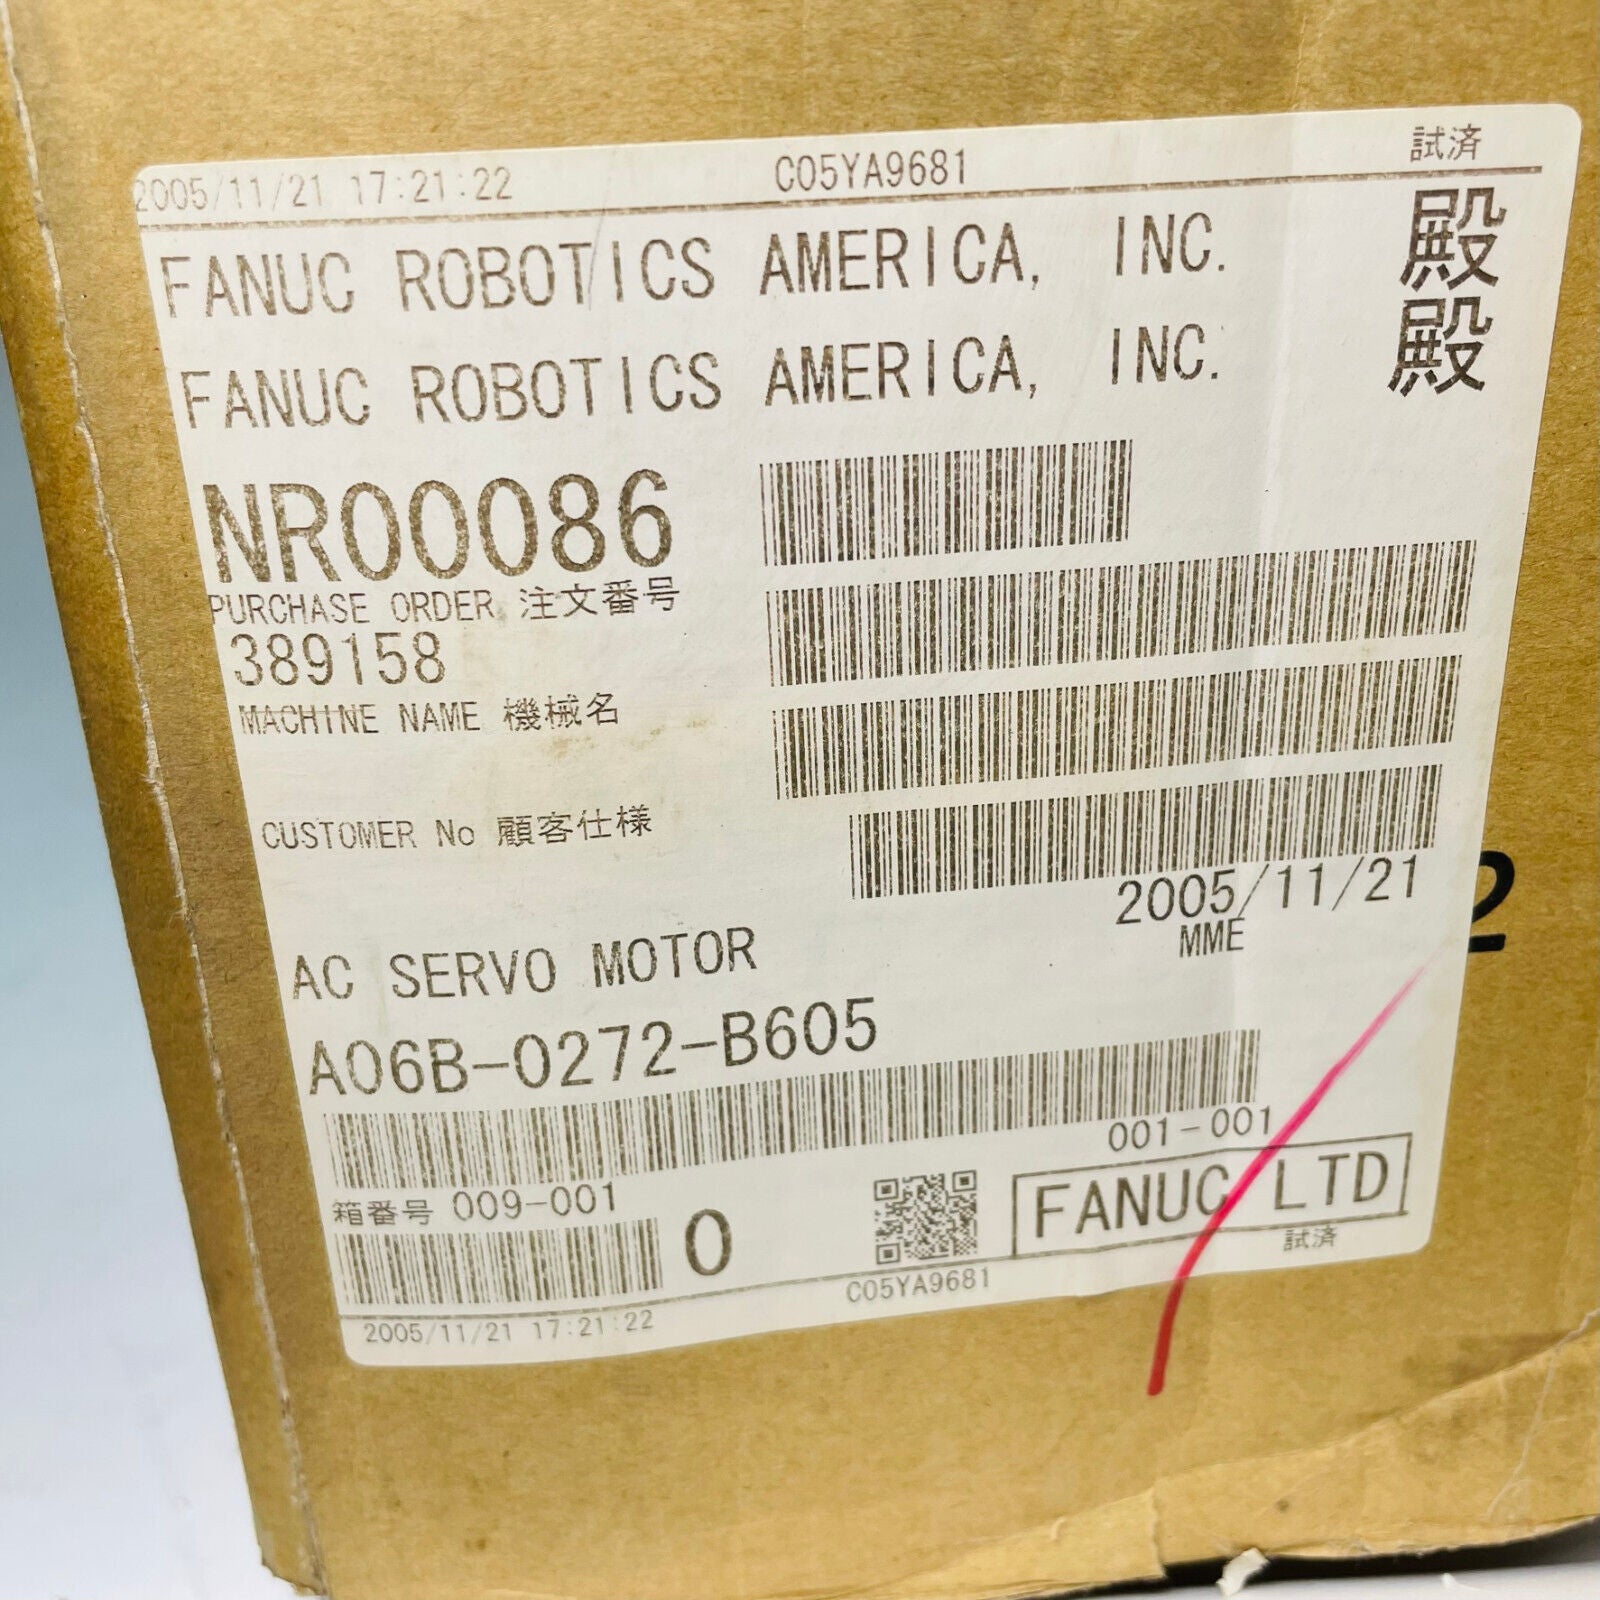 2005/11/21 17:21:22 C05YA9681 試済
FANUC ROBOTICS AMERICA, INC. 殿
FANUC ROBOTICS AMERICA, INC. 殿
NR00086
PURCHASE ORDER 注文番号
389158
MACHINE NAME 機械名
CUSTOMER No 顧客仕様
2005/11/21
MME
2
AC SERVO MOTOR
A06B-0272-B605
001-001
箱番号 009-001
0
FANUC LTD
試済
C05YA9681
2005/11/21 17:21:22